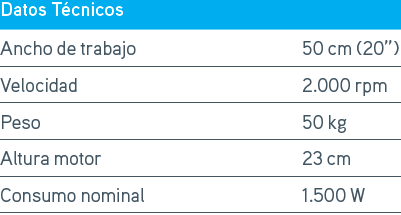 Datos Técnicos
Ancho de trabajo 50 cm (20”)
Velocidad 2.000 rpm
Peso 50 kg
Altura motor 23 cm
Consumo nominal 1.500 W